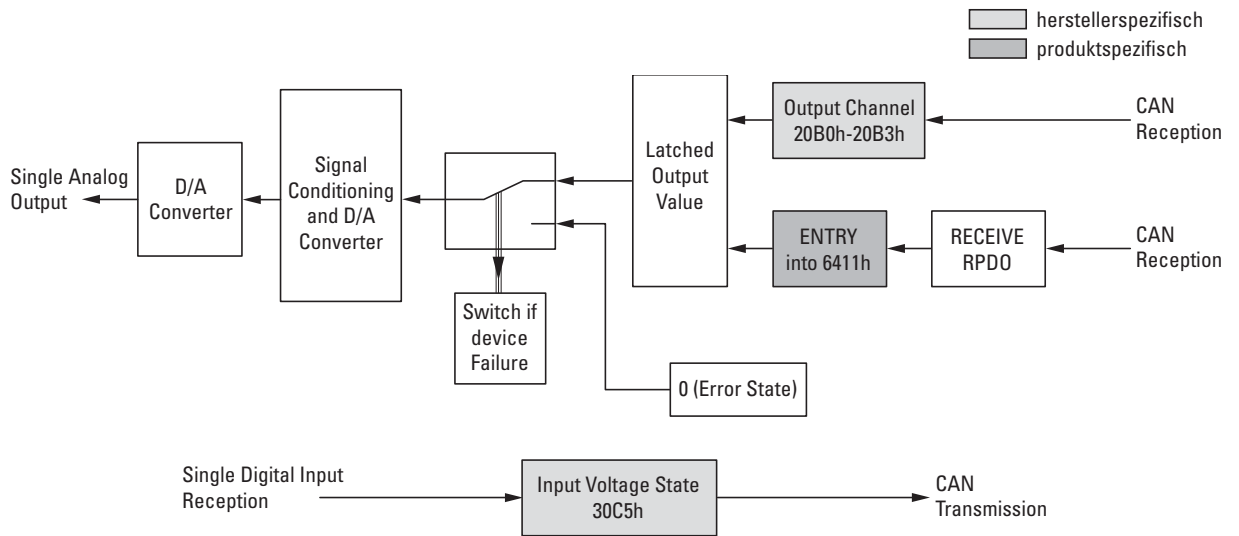 herstellerspezifisch
produktspezifisch
Output Channel
20B0h-20B3h
CAN
Reception
Latched
Output
Value
Signal
Conditioning
and D/A
Converter
D/A
Converter
Single Analog
Output
ENTRY
into 6411h
RECEIVE
RPDO
CAN
Reception
Switch if
device
Failure
0 (Error State)
Single Digital Input
Reception
Input Voltage State
30C5h
CAN
Transmission